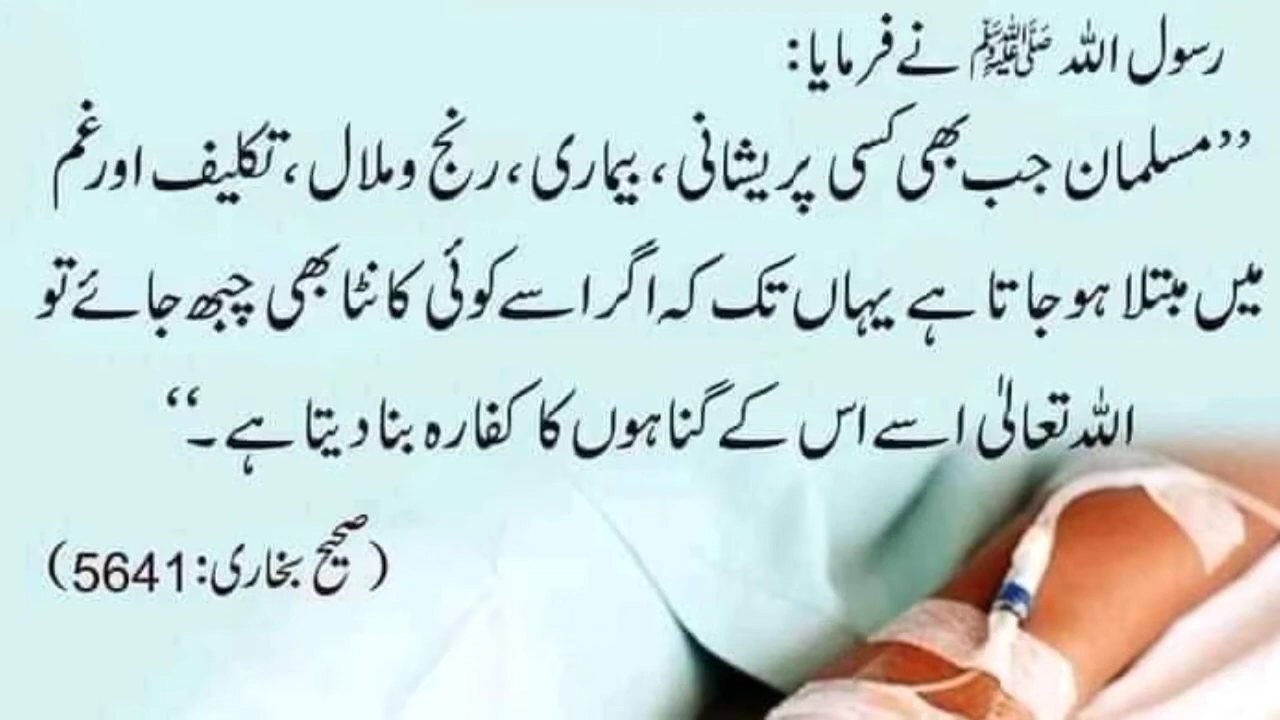 رسول اللہ ﷺ نے فرمایا:
’’مسلمان جب بھی کسی پریشانی، بیماری، رنج وملال، تکلیف اور غم
میں مبتلا ہو جاتا ہے یہاں تک کہ اگر اسے کوئی کانٹا بھی چبھ جائے تو
اللہ تعالیٰ اسے اس کے گناہوں کا کفارہ بنا دیتا ہے۔‘‘
(صحیح بخاری: 5641)